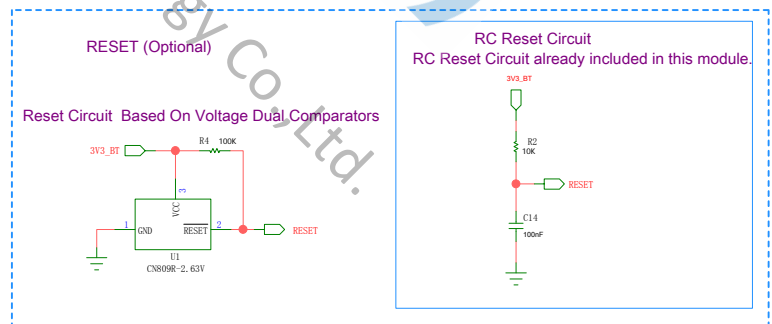 gy Co.,Ltd.
RESET (Optional)
Reset Circuit Based On Voltage Dual Comparators
R4 100K
3V3_BT
3
VCC
1 GND RESET 2
RESET
U1
CN809R-2.63V
RC Reset Circuit
RC Reset Circuit already included in this module.
3V3_BT
R2
10K
RESET
C14
100nF